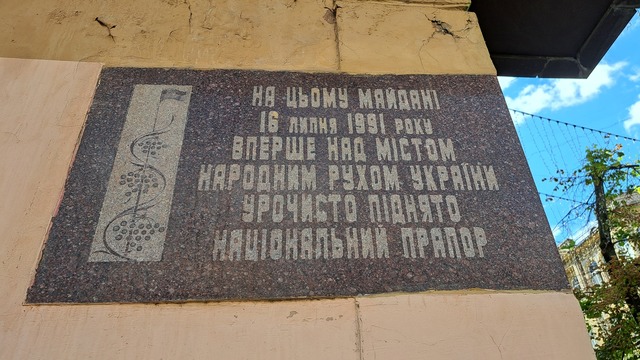 НА ЦЬОМУ МАЙДАНІ
16 ЛИПНЯ 1991 РОКУ
ВПЕРШЕ НАД МІСТОМ
НАРОДНИМ РУХОМ УКРАЇНИ
УРОЧИСТО ПІДНЯТО
НАЦІОНАЛЬНИЙ ПРАПОР